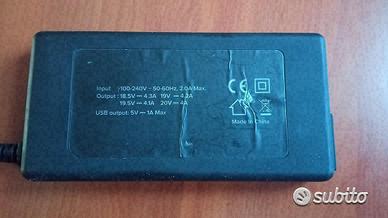 Input :100-240V ~ 50-60Hz, 2.0A Max.
Output : 18.5V ⎓ 4.3A 19V ⎓ 4.2A
19.5V ⎓ 4.1A 20V ⎓ 4A
USB output: 5V ⎓ 1A Max
CE
Made in China
subito